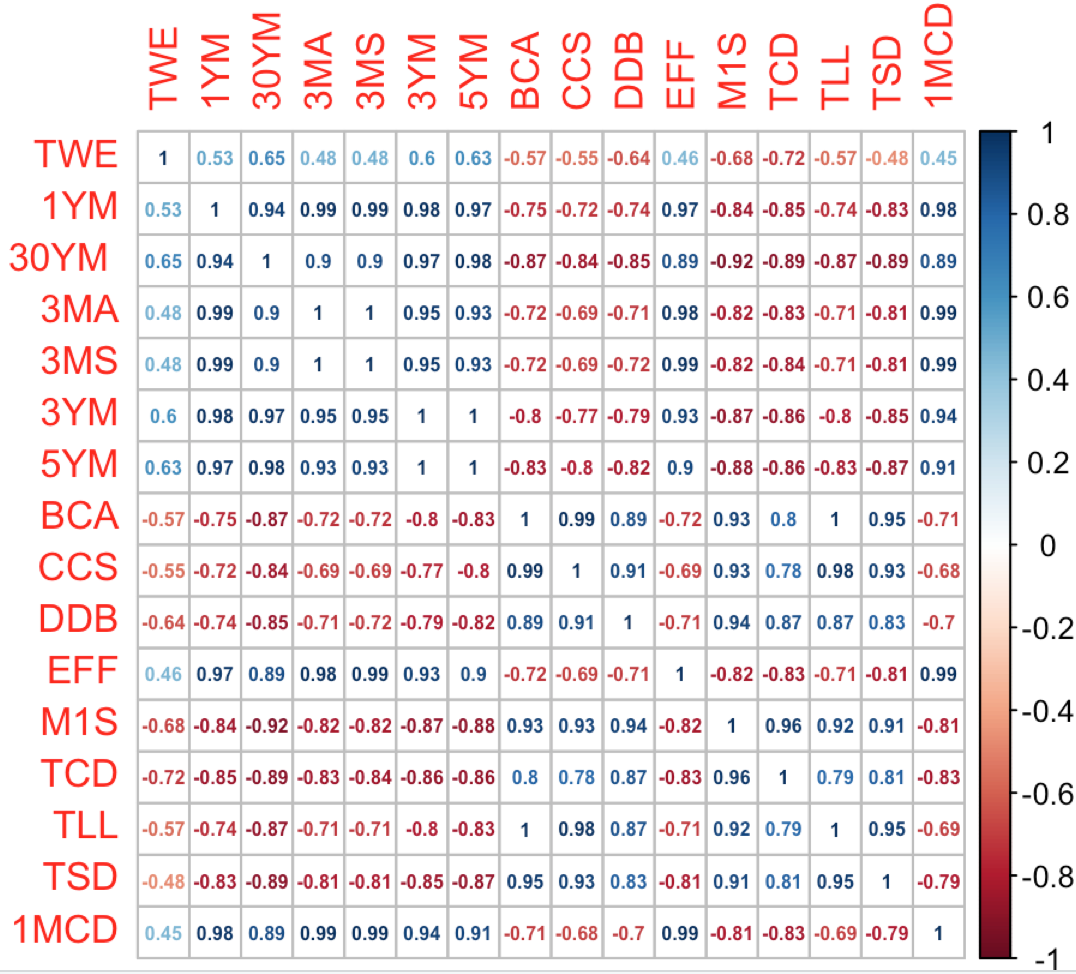 TWE 1YM 30YM 3MA 3MS 3YM 5YM BCA CCS DDB EFF M1S TCD TLL TSD 1MCD
TWE 1 0.53 0.65 0.48 0.48 0.6 0.63 -0.57 -0.55 -0.64 0.46 -0.68 -0.72 -0.57 -0.48 0.45
1YM 0.53 1 0.94 0.99 0.99 0.98 0.97 -0.75 -0.72 -0.74 0.97 -0.84 -0.85 -0.74 -0.83 0.98
30YM 0.65 0.94 1 0.9 0.9 0.97 0.98 -0.87 -0.84 -0.85 0.89 -0.92 -0.89 -0.87 -0.89 0.89
3MA 0.48 0.99 0.9 1 1 0.95 0.93 -0.72 -0.69 -0.71 0.98 -0.82 -0.83 -0.71 -0.81 0.99
3MS 0.48 0.99 0.9 1 1 0.95 0.93 -0.72 -0.69 -0.72 0.99 -0.82 -0.84 -0.71 -0.81 0.99
3YM 0.6 0.98 0.97 0.95 0.95 1 1 -0.8 -0.77 -0.79 0.93 -0.87 -0.86 -0.8 -0.85 0.94
5YM 0.63 0.97 0.98 0.93 0.93 1 1 -0.83 -0.8 -0.82 0.9 -0.88 -0.86 -0.83 -0.87 0.91
BCA -0.57 -0.75 -0.87 -0.72 -0.72 -0.8 -0.83 1 0.99 0.89 -0.72 0.93 0.8 1 0.95 -0.71
CCS -0.55 -0.72 -0.84 -0.69 -0.69 -0.77 -0.8 0.99 1 0.91 -0.69 0.93 0.78 0.98 0.93 -0.68
DDB -0.64 -0.74 -0.85 -0.71 -0.72 -0.79 -0.82 0.89 0.91 1 -0.71 0.94 0.87 0.87 0.83 -0.7
EFF 0.46 0.97 0.89 0.98 0.99 0.93 0.9 -0.72 -0.69 -0.71 1 -0.82 -0.83 -0.71 -0.81 0.99
M1S -0.68 -0.84 -0.92 -0.82 -0.82 -0.87 -0.88 0.93 0.93 0.94 -0.82 1 0.96 0.92 0.91 -0.81
TCD -0.72 -0.85 -0.89 -0.83 -0.84 -0.86 -0.86 0.8 0.78 0.87 -0.83 0.96 1 0.79 0.81 -0.83
TLL -0.57 -0.74 -0.87 -0.71 -0.71 -0.8 -0.83 1 0.98 0.87 -0.71 0.92 0.79 1 0.95 -0.69
TSD -0.48 -0.83 -0.89 -0.81 -0.81 -0.85 -0.87 0.95 0.93 0.83 -0.81 0.91 0.81 0.95 1 -0.79
1MCD 0.45 0.98 0.89 0.99 0.99 0.94 0.91 -0.71 -0.68 -0.7 0.99 -0.81 -0.83 -0.69 -0.79 1
1
0.8
0.6
0.4
0.2
0
-0.2
-0.4
-0.6
-0.8
-1